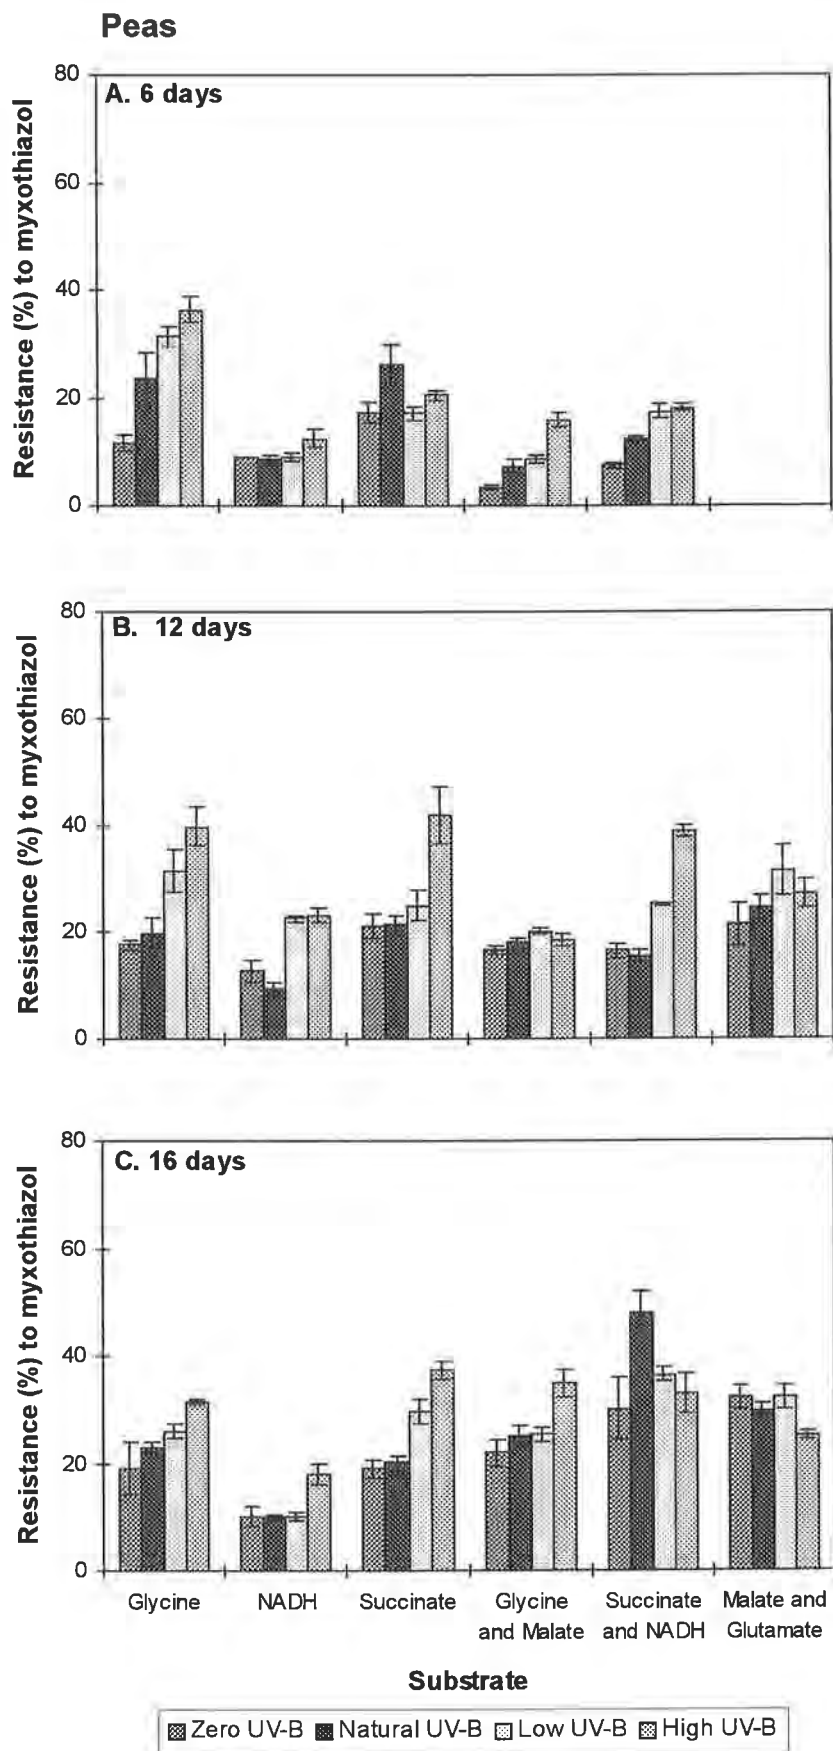 Peas
A. 6 days
80
60
40
20
0
Resistance (%) to myxothiazol
B. 12 days
80
60
40
20
0
Resistance (%) to myxothiazol
C. 16 days
80
60
40
20
0
Resistance (%) to myxothiazol
Glycine NADH Succinate Glycine and Malate Succinate and NADH Malate and Glutamate
Substrate
Zero UV-B Natural UV-B Low UV-B High UV-B